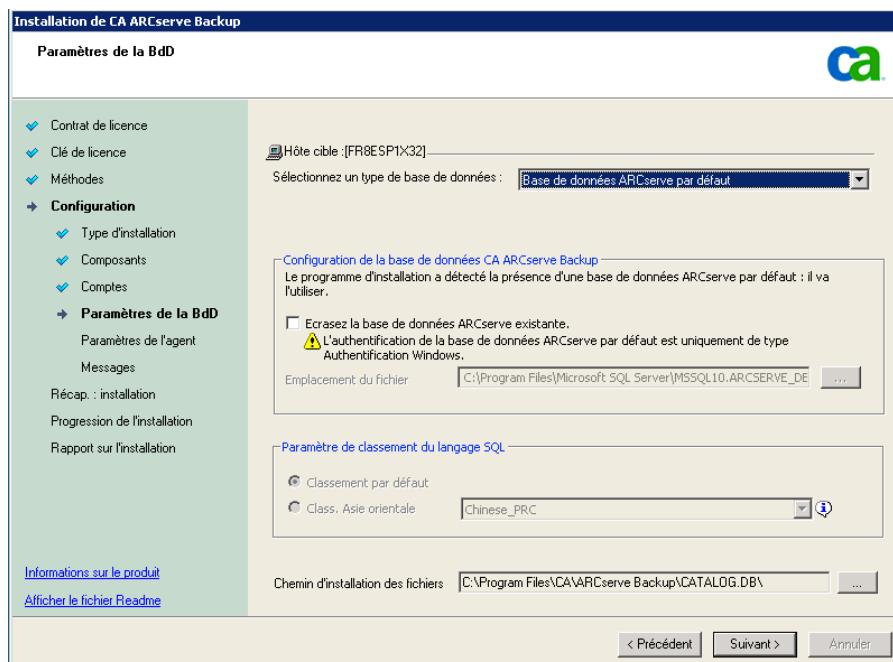 Installation de CA ARCserve Backup
Paramètres de la BdD
ca
Contrat de licence
Clé de licence
Méthodes
Configuration
Type d'installation
Composants
Comptes
Paramètres de la BdD
Paramètres de l'agent
Messages
Récap. : installation
Progression de l'installation
Rapport sur l'installation
Informations sur le produit
Afficher le fichier Readme
Hôte cible :[FR8ESP1X32]
Sélectionnez un type de base de données :
Base de données ARCserve par défaut
Configuration de la base de données CA ARCserve Backup
Le programme d'installation a détecté la présence d'une base de données ARCserve par défaut : il va
l'utiliser.
Ecrasez la base de données ARCserve existante.
L'authentification de la base de données ARCserve par défaut est uniquement de type
Authentification Windows.
Emplacement du fichier
C:\Program Files\Microsoft SQL Server\MSSQL10.ARCSERVE_DE
...
Paramètre de classement du langage SQL
Classement par défaut
Class. Asie orientale
Chinese_PRC
Chemin d'installation des fichiers
C:\Program Files\CA\ARCserve Backup\CATALOG.DB\
...
< Précédent
Suivant >
Annuler